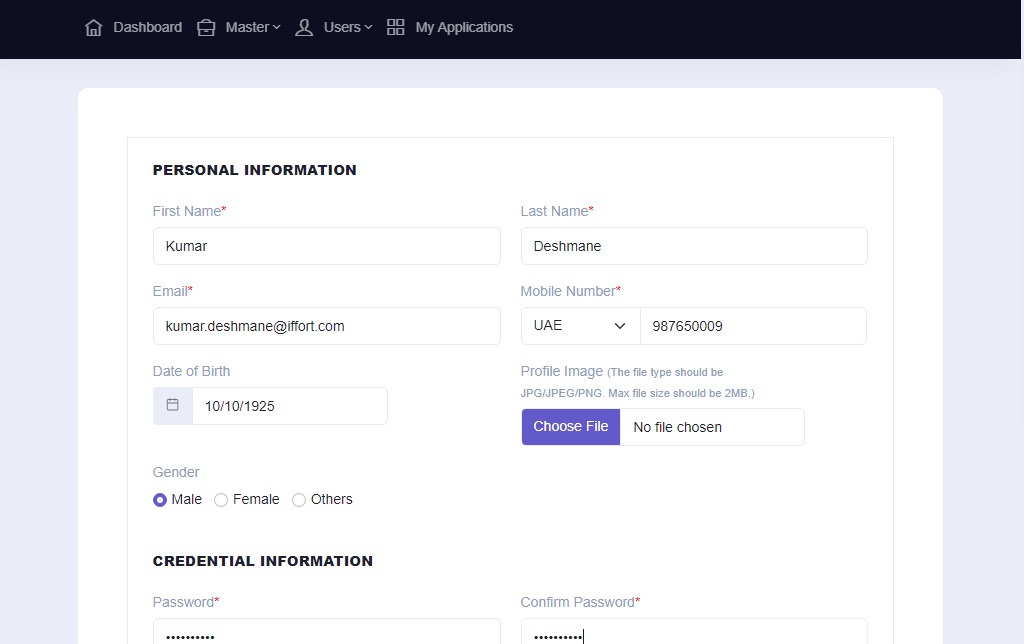 Dashboard Master Users My Applications
PERSONAL INFORMATION
First Name* Last Name*
Kumar Deshmane
Email* Mobile Number*
kumar.deshmane@iffort.com UAE 987650009
Date of Birth Profile Image (The file type should be
JPG/JPEG/PNG. Max file size should be 2MB.)
10/10/1925 Choose File No file chosen
Gender
Male Female Others
CREDENTIAL INFORMATION
Password* Confirm Password*
•••••••••• ••••••••••